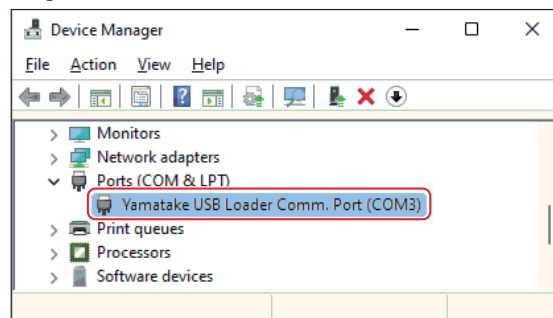 Device Manager
File Action View Help
Monitors
Network adapters
Ports (COM & LPT)
Yamatake USB Loader Comm. Port (COM3)
Print queues
Processors
Software devices